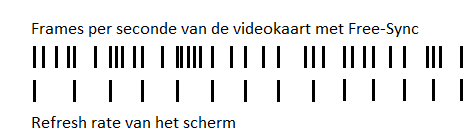 Frames per seconde van de videokaart met Free-Sync
Refresh rate van het scherm